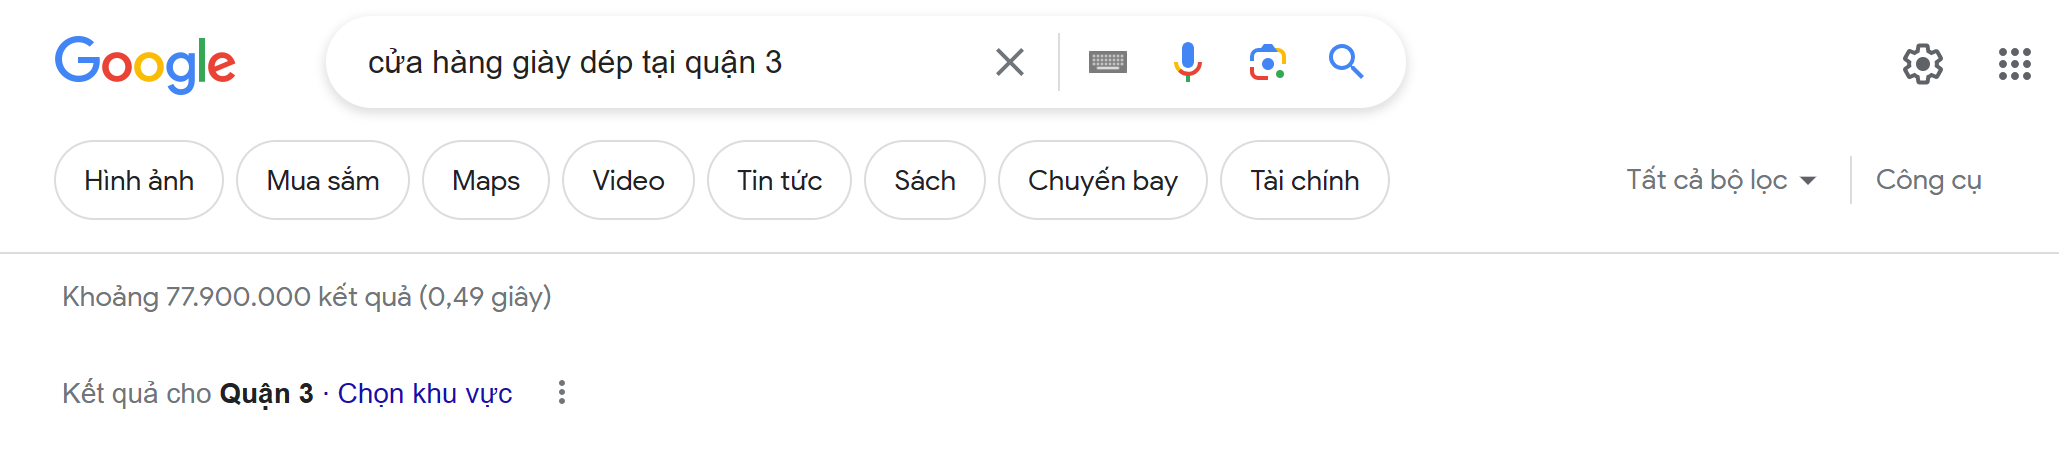 Google
cửa hàng giày dép tại quận 3
Hình ảnh Mua sắm Maps Video Tin tức Sách Chuyến bay Tài chính Tất cả bộ lọc Công cụ
Khoảng 77.900.000 kết quả (0,49 giây)
Kết quả cho Quận 3 · Chọn khu vực